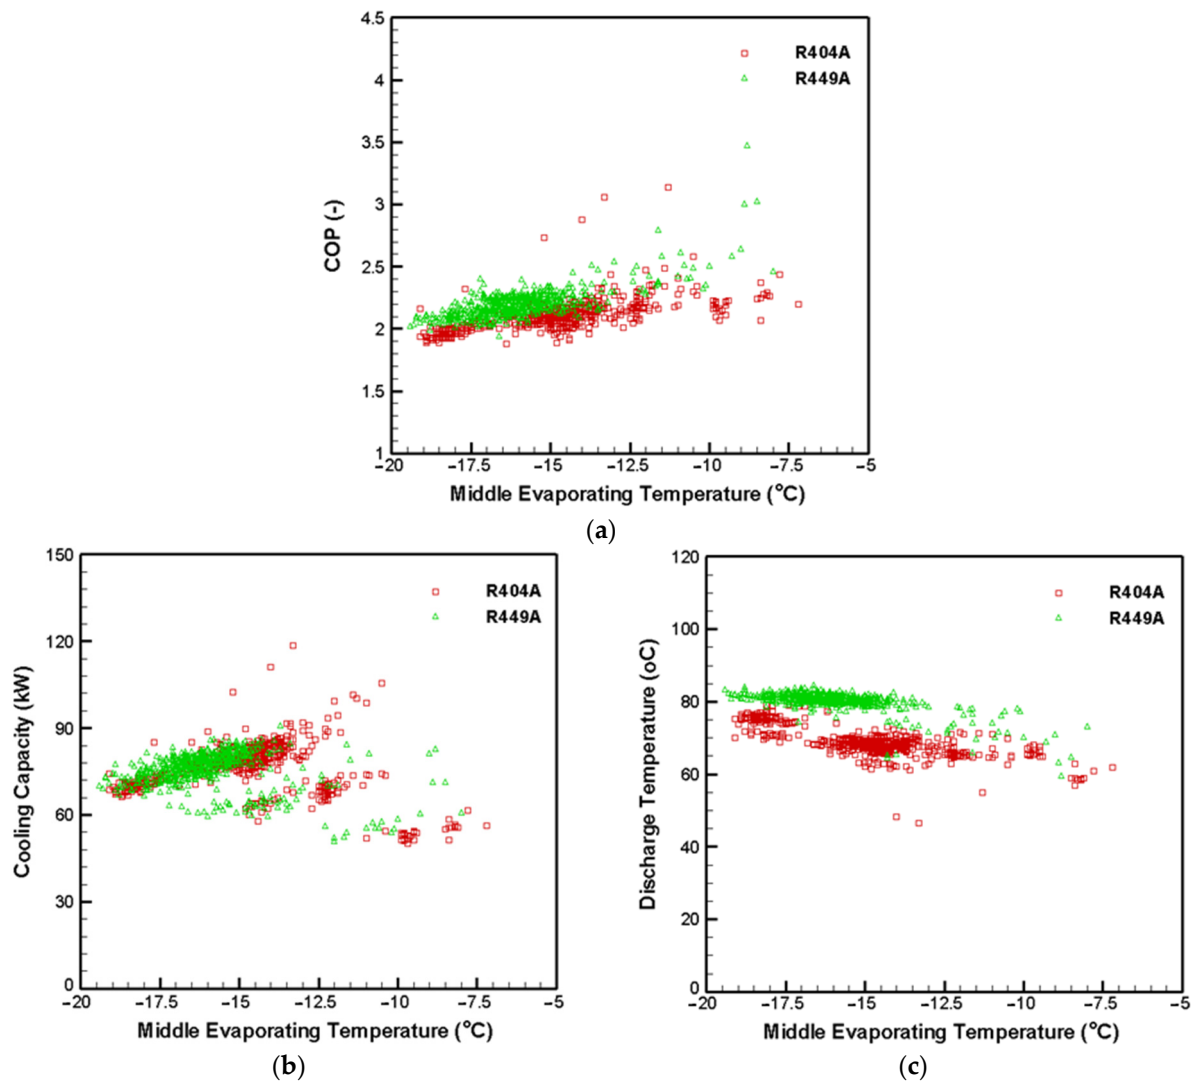 4.5
4
3.5
3
2.5
2
1.5
1
COP (-)
R404A
R449A
−20 −17.5 −15 −12.5 −10 −7.5 −5
Middle Evaporating Temperature (°C)
(a)
150
120
90
60
30
0
Cooling Capacity (kW)
R404A
R449A
−20 −17.5 −15 −12.5 −10 −7.5 −5
Middle Evaporating Temperature (°C)
(b)
120
100
80
60
40
20
0
Discharge Temperature (oC)
R404A
R449A
−20 −17.5 −15 −12.5 −10 −7.5 −5
Middle Evaporating Temperature (°C)
(c)